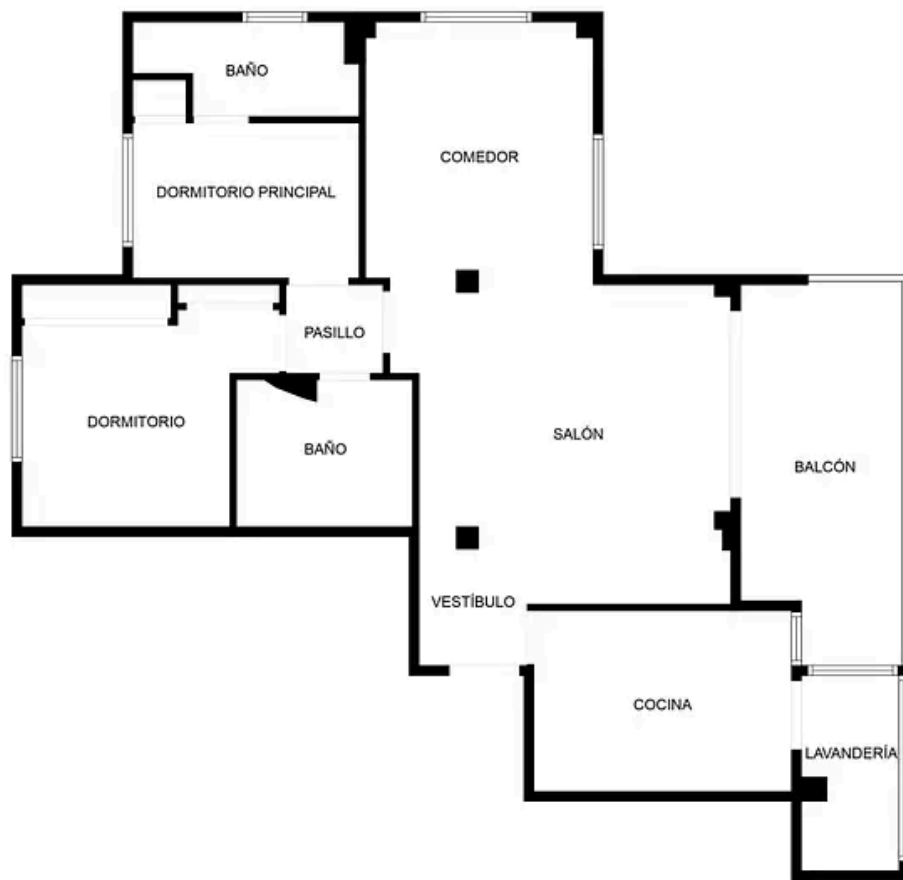 BAÑO
COMEDOR
DORMITORIO PRINCIPAL
PASILLO
DORMITORIO
BAÑO
SALÓN
BALCÓN
VESTÍBULO
COCINA
LAVANDERÍA